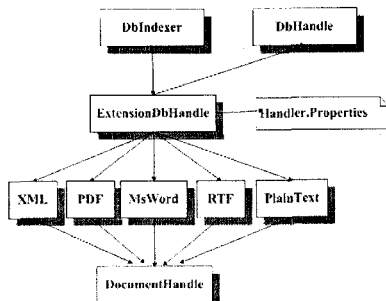 DbIndexer
DbHandle
ExtensionDbHandle
Handler.Properties
XML
PDF
MsWord
RTF
PlainText
DocumentHandle